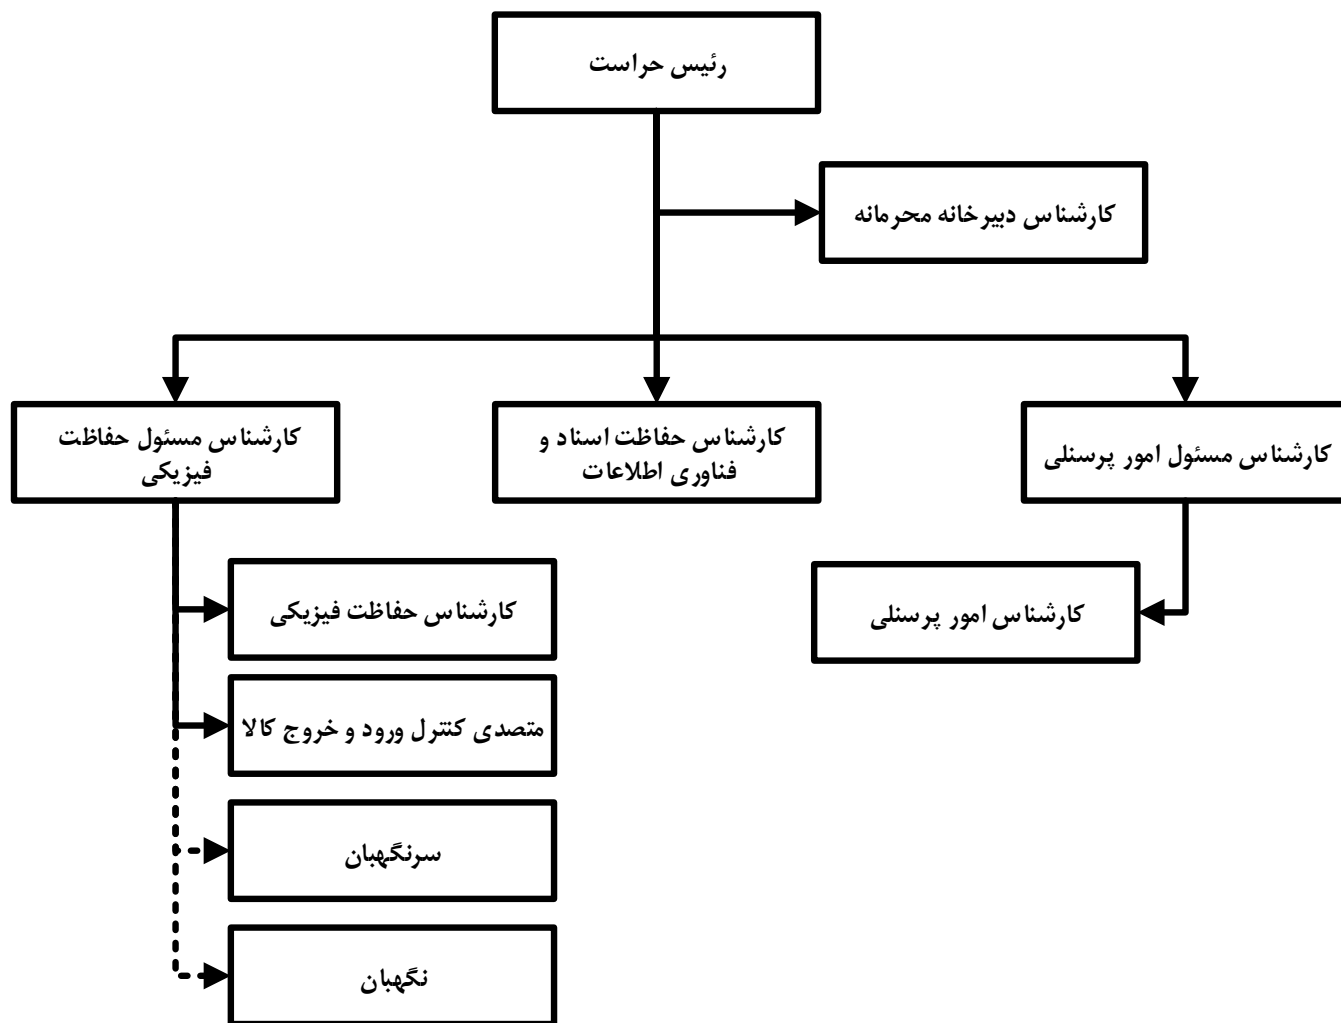 رئیس حراست
کارشناس دبیرخانه محرمانه
کارشناس مسئول امور پرسنلی
کارشناس حفاظت اسناد و
فناوری اطلاعات
کارشناس مسئول حفاظت
فیزیکی
کارشناس امور پرسنلی
کارشناس حفاظت فیزیکی
متصدی کنترل ورود و خروج کالا
سرنگهبان
نگهبان